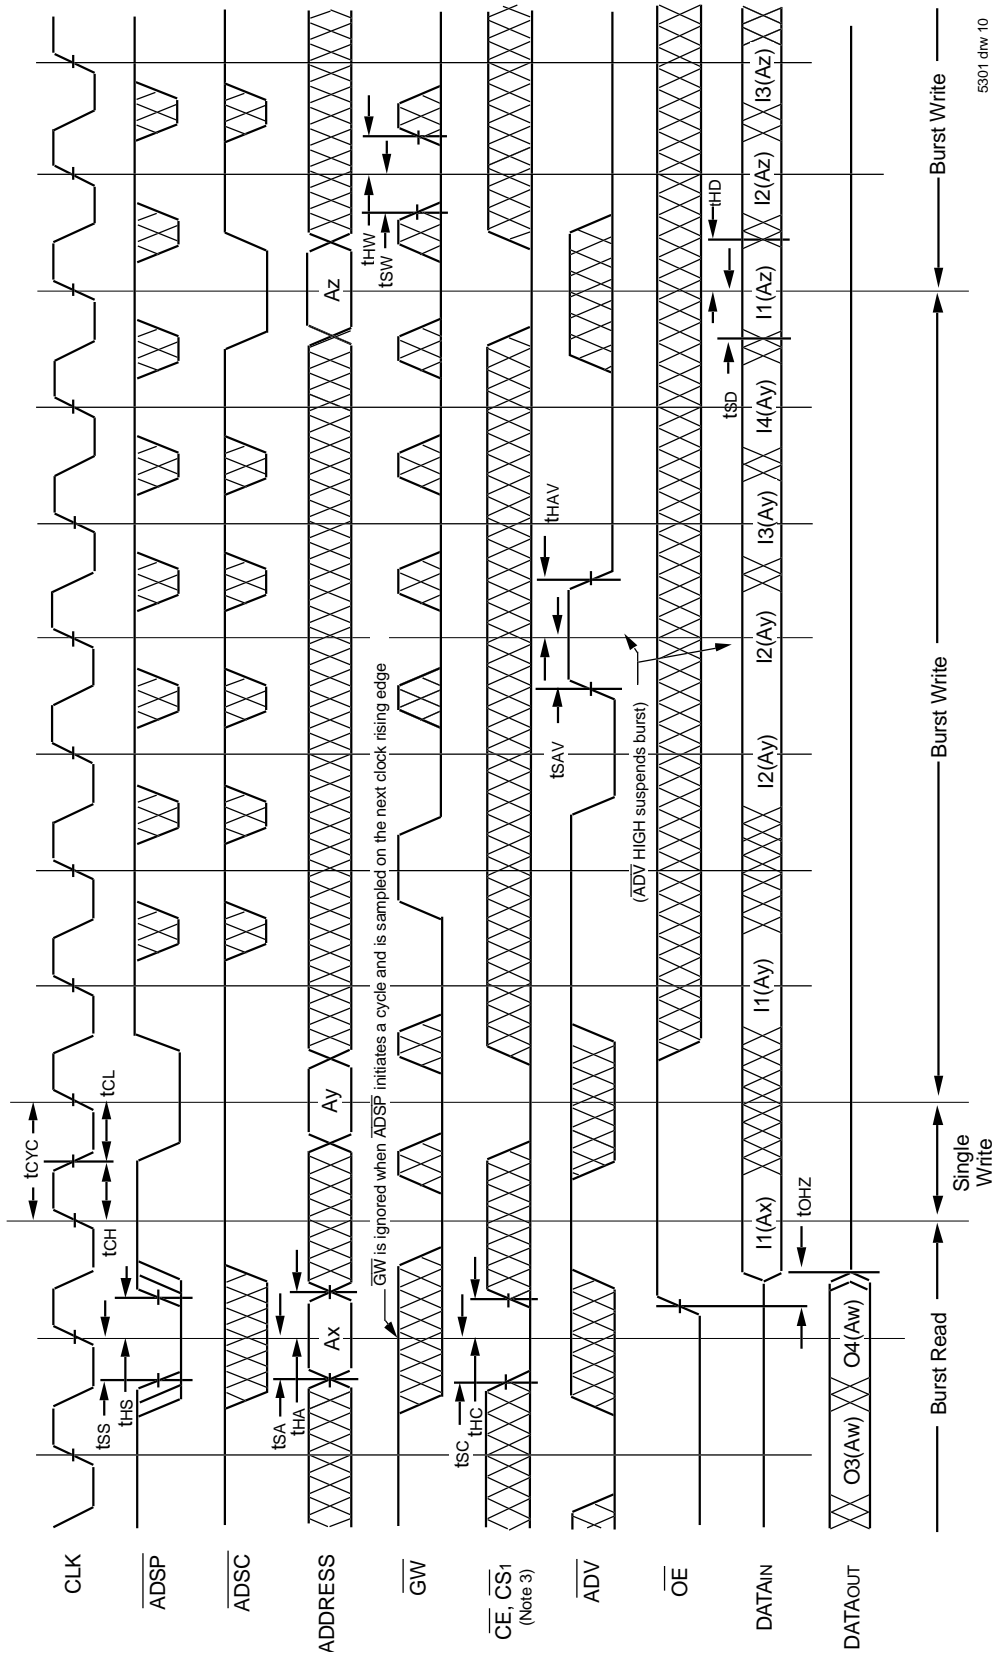 CLK
tCYC
tCH
tCL
ADSP
tSS
tHS
ADSC
ADDRESS
Ax
Ay
Az
tSA
tHA
GW
GW is ignored when ADSP initiates a cycle and is sampled on the next clock rising edge
tHW
tSW
CE, CS1
(Note 3)
tSC
tHC
ADV
tSAV
tHAV
(ADV HIGH suspends burst)
OE
DATAIN
I1(Ax)
I1(Ay)
I2(Ay)
I2(Ay)
I3(Ay)
I4(Ay)
I1(Az)
I2(Az)
I3(Az)
tSD
tHD
tOHZ
DATAOUT
O3(Aw)
O4(Aw)
Burst Read
Single
Write
Burst Write
Burst Write
5301 drw 10